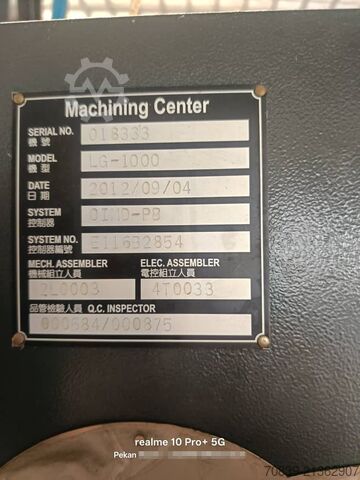 Machining Center
SERIAL NO.
機號
018333
MODEL
機型
LG-1000
DATE
日期
2012/09/04
SYSTEM
控制器
0IMD-PB
SYSTEM NO.
控制器編號
E11632854
MECH. ASSEMBLER
機械組立人員
ELEC. ASSEMBLER
電控組立人員
2L0003
4T0033
品管檢驗人員 Q.C. INSPECTOR
000684/000875
realme 10 Pro+ 5G
Pekan